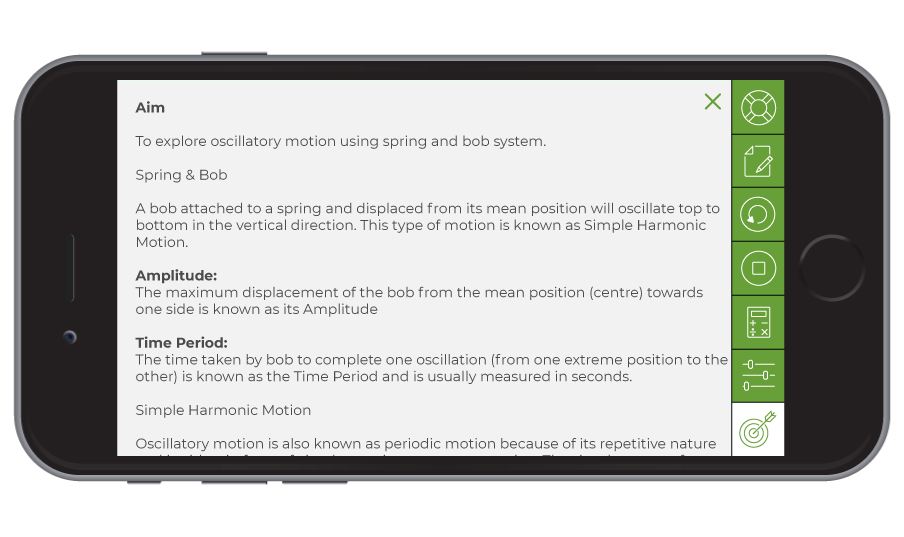 Aim
To explore oscillatory motion using spring and bob system.
Spring & Bob
A bob attached to a spring and displaced from its mean position will oscillate top to
bottom in the vertical direction. This type of motion is known as Simple Harmonic
Motion.
Amplitude:
The maximum displacement of the bob from the mean position (centre) towards
one side is known as its Amplitude
Time Period:
The time taken by bob to complete one oscillation (from one extreme position to the
other) is known as the Time Period and is usually measured in seconds.
Simple Harmonic Motion
Oscillatory motion is also known as periodic motion because of its repetitive nature